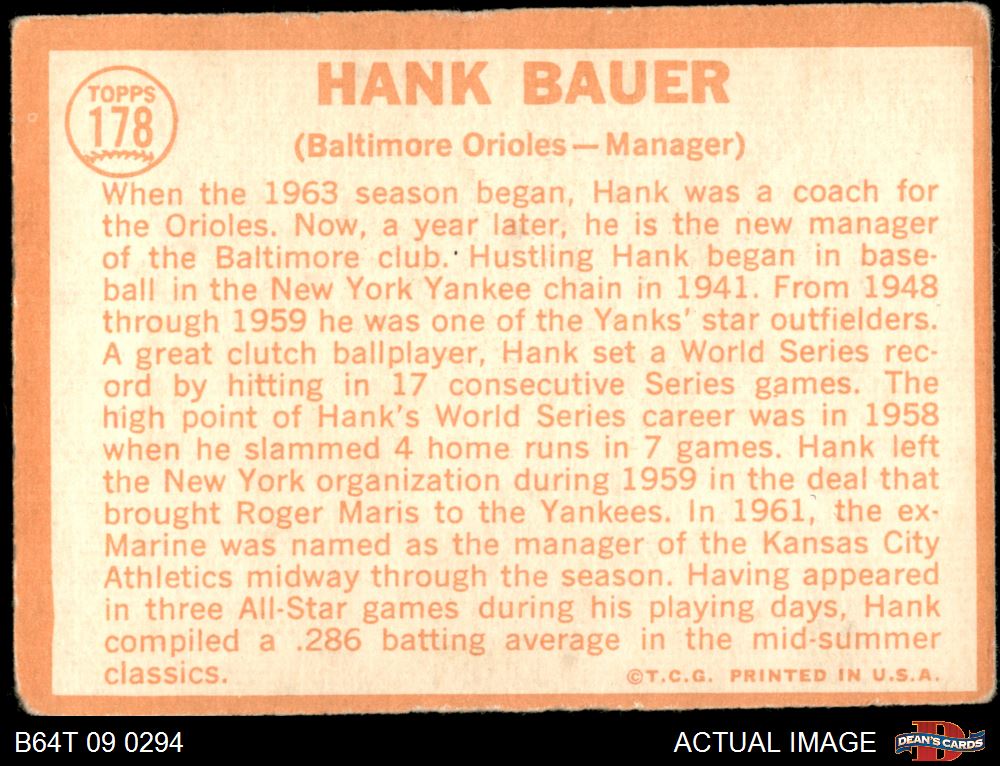 TOPPS
178
HANK BAUER
(Baltimore Orioles—Manager)
When the 1963 season began, Hank was a coach for
the Orioles. Now, a year later, he is the new manager
of the Baltimore club. Hustling Hank began in base-
ball in the New York Yankee chain in 1941. From 1948
through 1959 he was one of the Yanks' star outfielders.
A great clutch ballplayer, Hank set a World Series rec-
ord by hitting in 17 consecutive Series games. The
high point of Hank's World Series career was in 1958
when he slammed 4 home runs in 7 games. Hank left
the New York organization during 1959 in the deal that
brought Roger Maris to the Yankees. In 1961, the ex-
Marine was named as the manager of the Kansas City
Athletics midway through the season. Having appeared
in three All-Star games during his playing days, Hank
compiled a .286 batting average in the mid-summer
classics.
©T.C.G. PRINTED IN U.S.A.
B64T 09 0294
ACTUAL IMAGE
D
DEAN'S CARDS